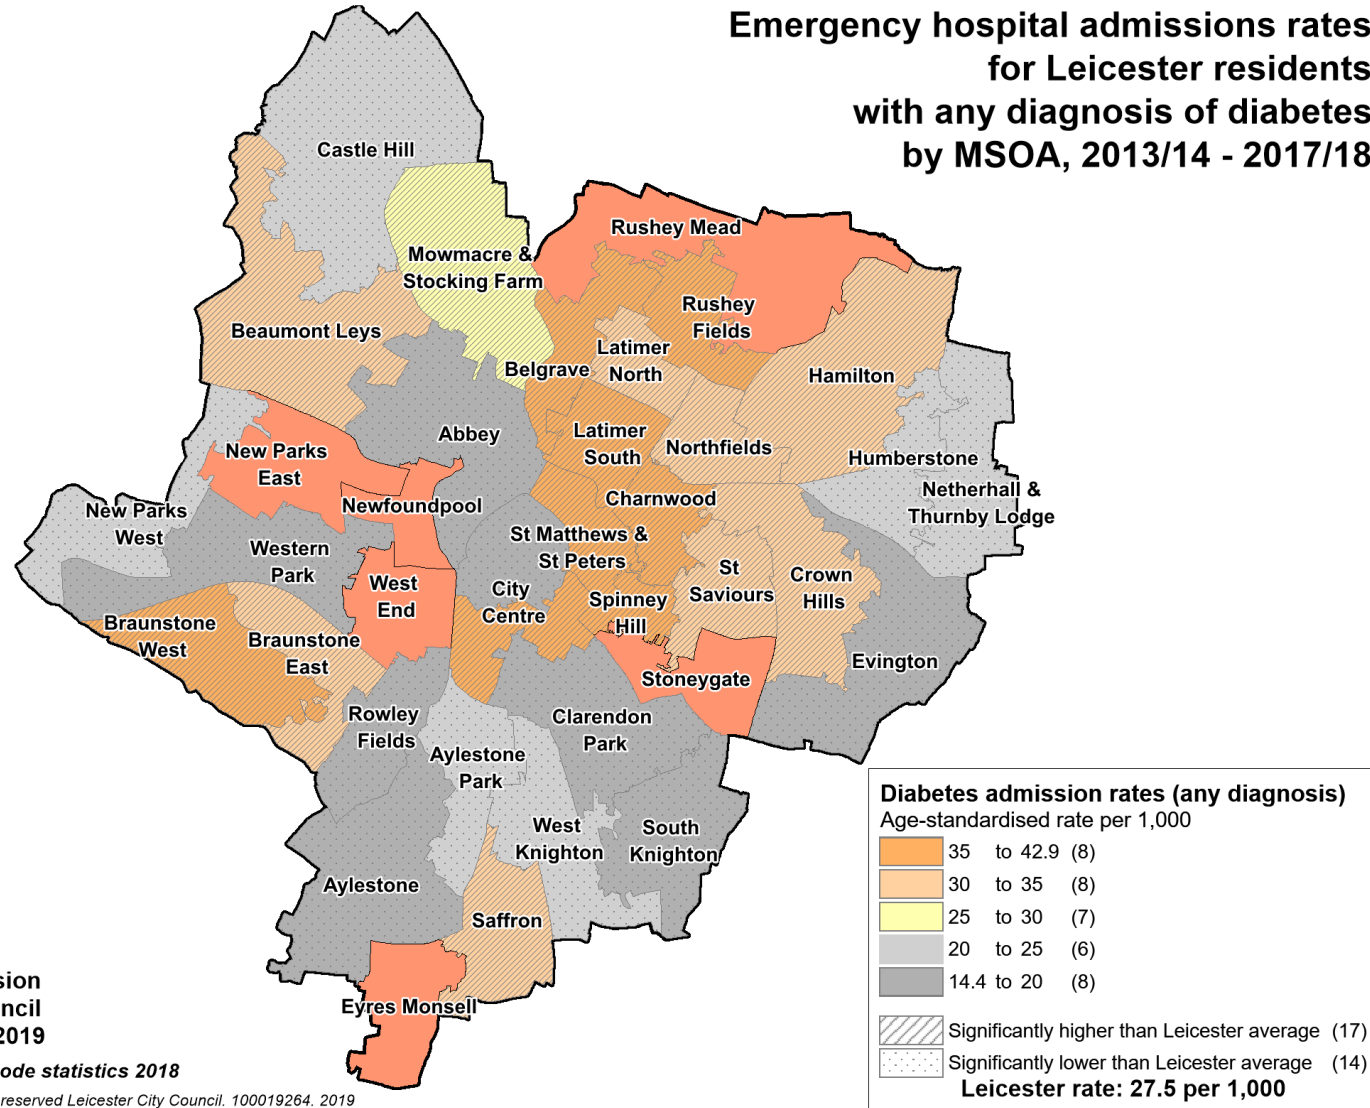 Emergency hospital admissions rates
for Leicester residents
with any diagnosis of diabetes
by MSOA, 2013/14 - 2017/18
Castle Hill
Rushey Mead
Mowmacre &
Stocking Farm
Rushey
Fields
Beaumont Leys
Latimer
North
Belgrave
Hamilton
Abbey
Latimer
South
Northfields
New Parks
East
Humberstone
Netherhall &
Thurnby Lodge
Charnwood
Newfoundpool
New Parks
West
St Matthews &
St Peters
Western
Park
West
End
City
Centre
St
Saviours
Crown
Hills
Spinney
Hill
Braunstone
West
Braunstone
East
Evington
Stoneygate
Rowley
Fields
Clarendon
Park
Aylestone
Park
West
Knighton
South
Knighton
Aylestone
Saffron
Eyres Monsell
Diabetes admission rates (any diagnosis)
Age-standardised rate per 1,000
35 to 42.9 (8)
30 to 35 (8)
25 to 30 (7)
20 to 25 (6)
14.4 to 20 (8)
Significantly higher than Leicester average (17)
Significantly lower than Leicester average (14)
Leicester rate: 27.5 per 1,000
sion
ncil
2019
ode statistics 2018
reserved Leicester City Council. 100019264. 2019